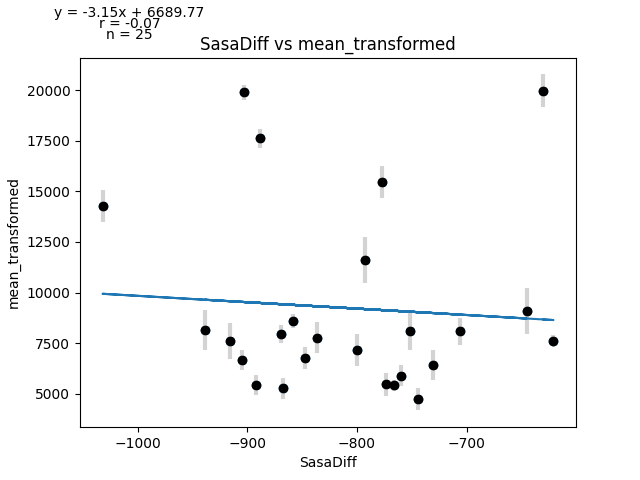 y = -3.15x + 6689.77
r = -0.07
n = 25
SasaDiff vs mean_transformed
20000
17500
15000
12500
10000
7500
5000
mean_transformed
−1000
−900
−800
−700
SasaDiff